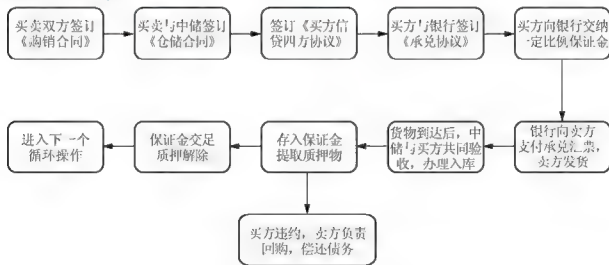 买卖双方签订
《购销合同》
买卖与中储签订
《仓储合同》
签订《买方信
贷四方协议》
买方与银行签订
《承兑协议》
买方向银行交纳
一定比例保证金
银行向卖方
支付承兑汇票,
卖方发货
货物到达后，中
储与买方共同验
收，办理入库
存入保证金
提取质押物
保证金交足
质押解除
进入下一个
循环操作
买方违约，卖方负责
回购，偿还债务